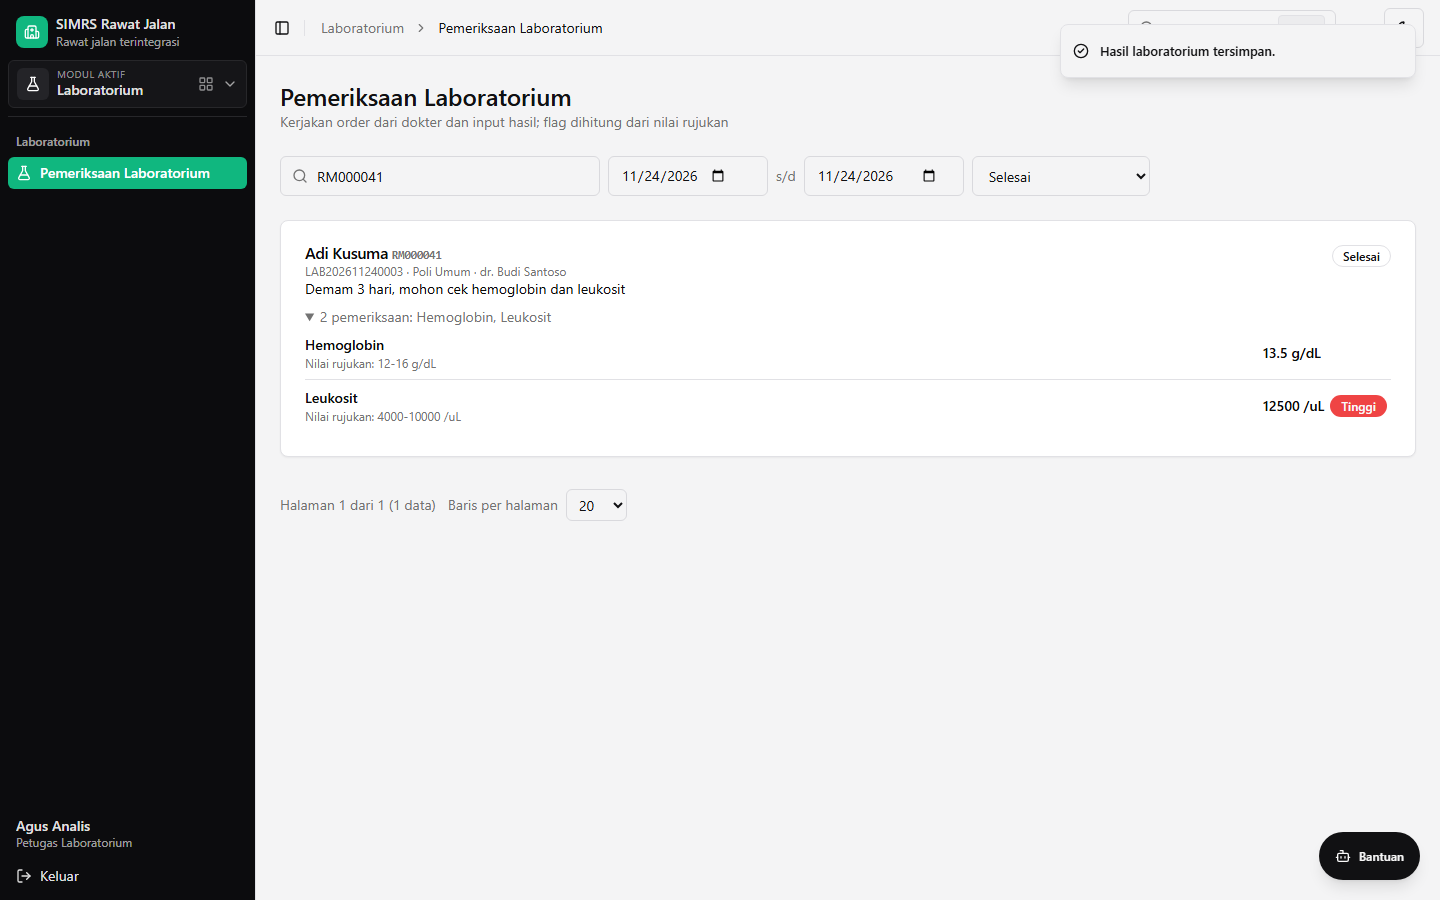 SIMRS Rawat Jalan
Rawat jalan terintegrasi
MODUL AKTIF
Laboratorium
Laboratorium
Pemeriksaan Laboratorium
Agus Analis
Petugas Laboratorium
Keluar
Laboratorium > Pemeriksaan Laboratorium
Hasil laboratorium tersimpan.
Pemeriksaan Laboratorium
Kerjakan order dari dokter dan input hasil; flag dihitung dari nilai rujukan
RM000041 11/24/2026 s/d 11/24/2026 Selesai
Adi Kusuma RM000041 Selesai
LAB202611240003 · Poli Umum · dr. Budi Santoso
Demam 3 hari, mohon cek hemoglobin dan leukosit
▼ 2 pemeriksaan: Hemoglobin, Leukosit
Hemoglobin
Nilai rujukan: 12-16 g/dL
13.5 g/dL
Leukosit
Nilai rujukan: 4000-10000 /uL
12500 /uL Tinggi
Halaman 1 dari 1 (1 data) Baris per halaman 20
Bantuan